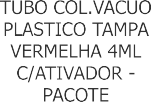 TUBO COL.VACUO
PLASTICO TAMPA
VERMELHA 4ML
C/ATIVADOR -
PACOTE